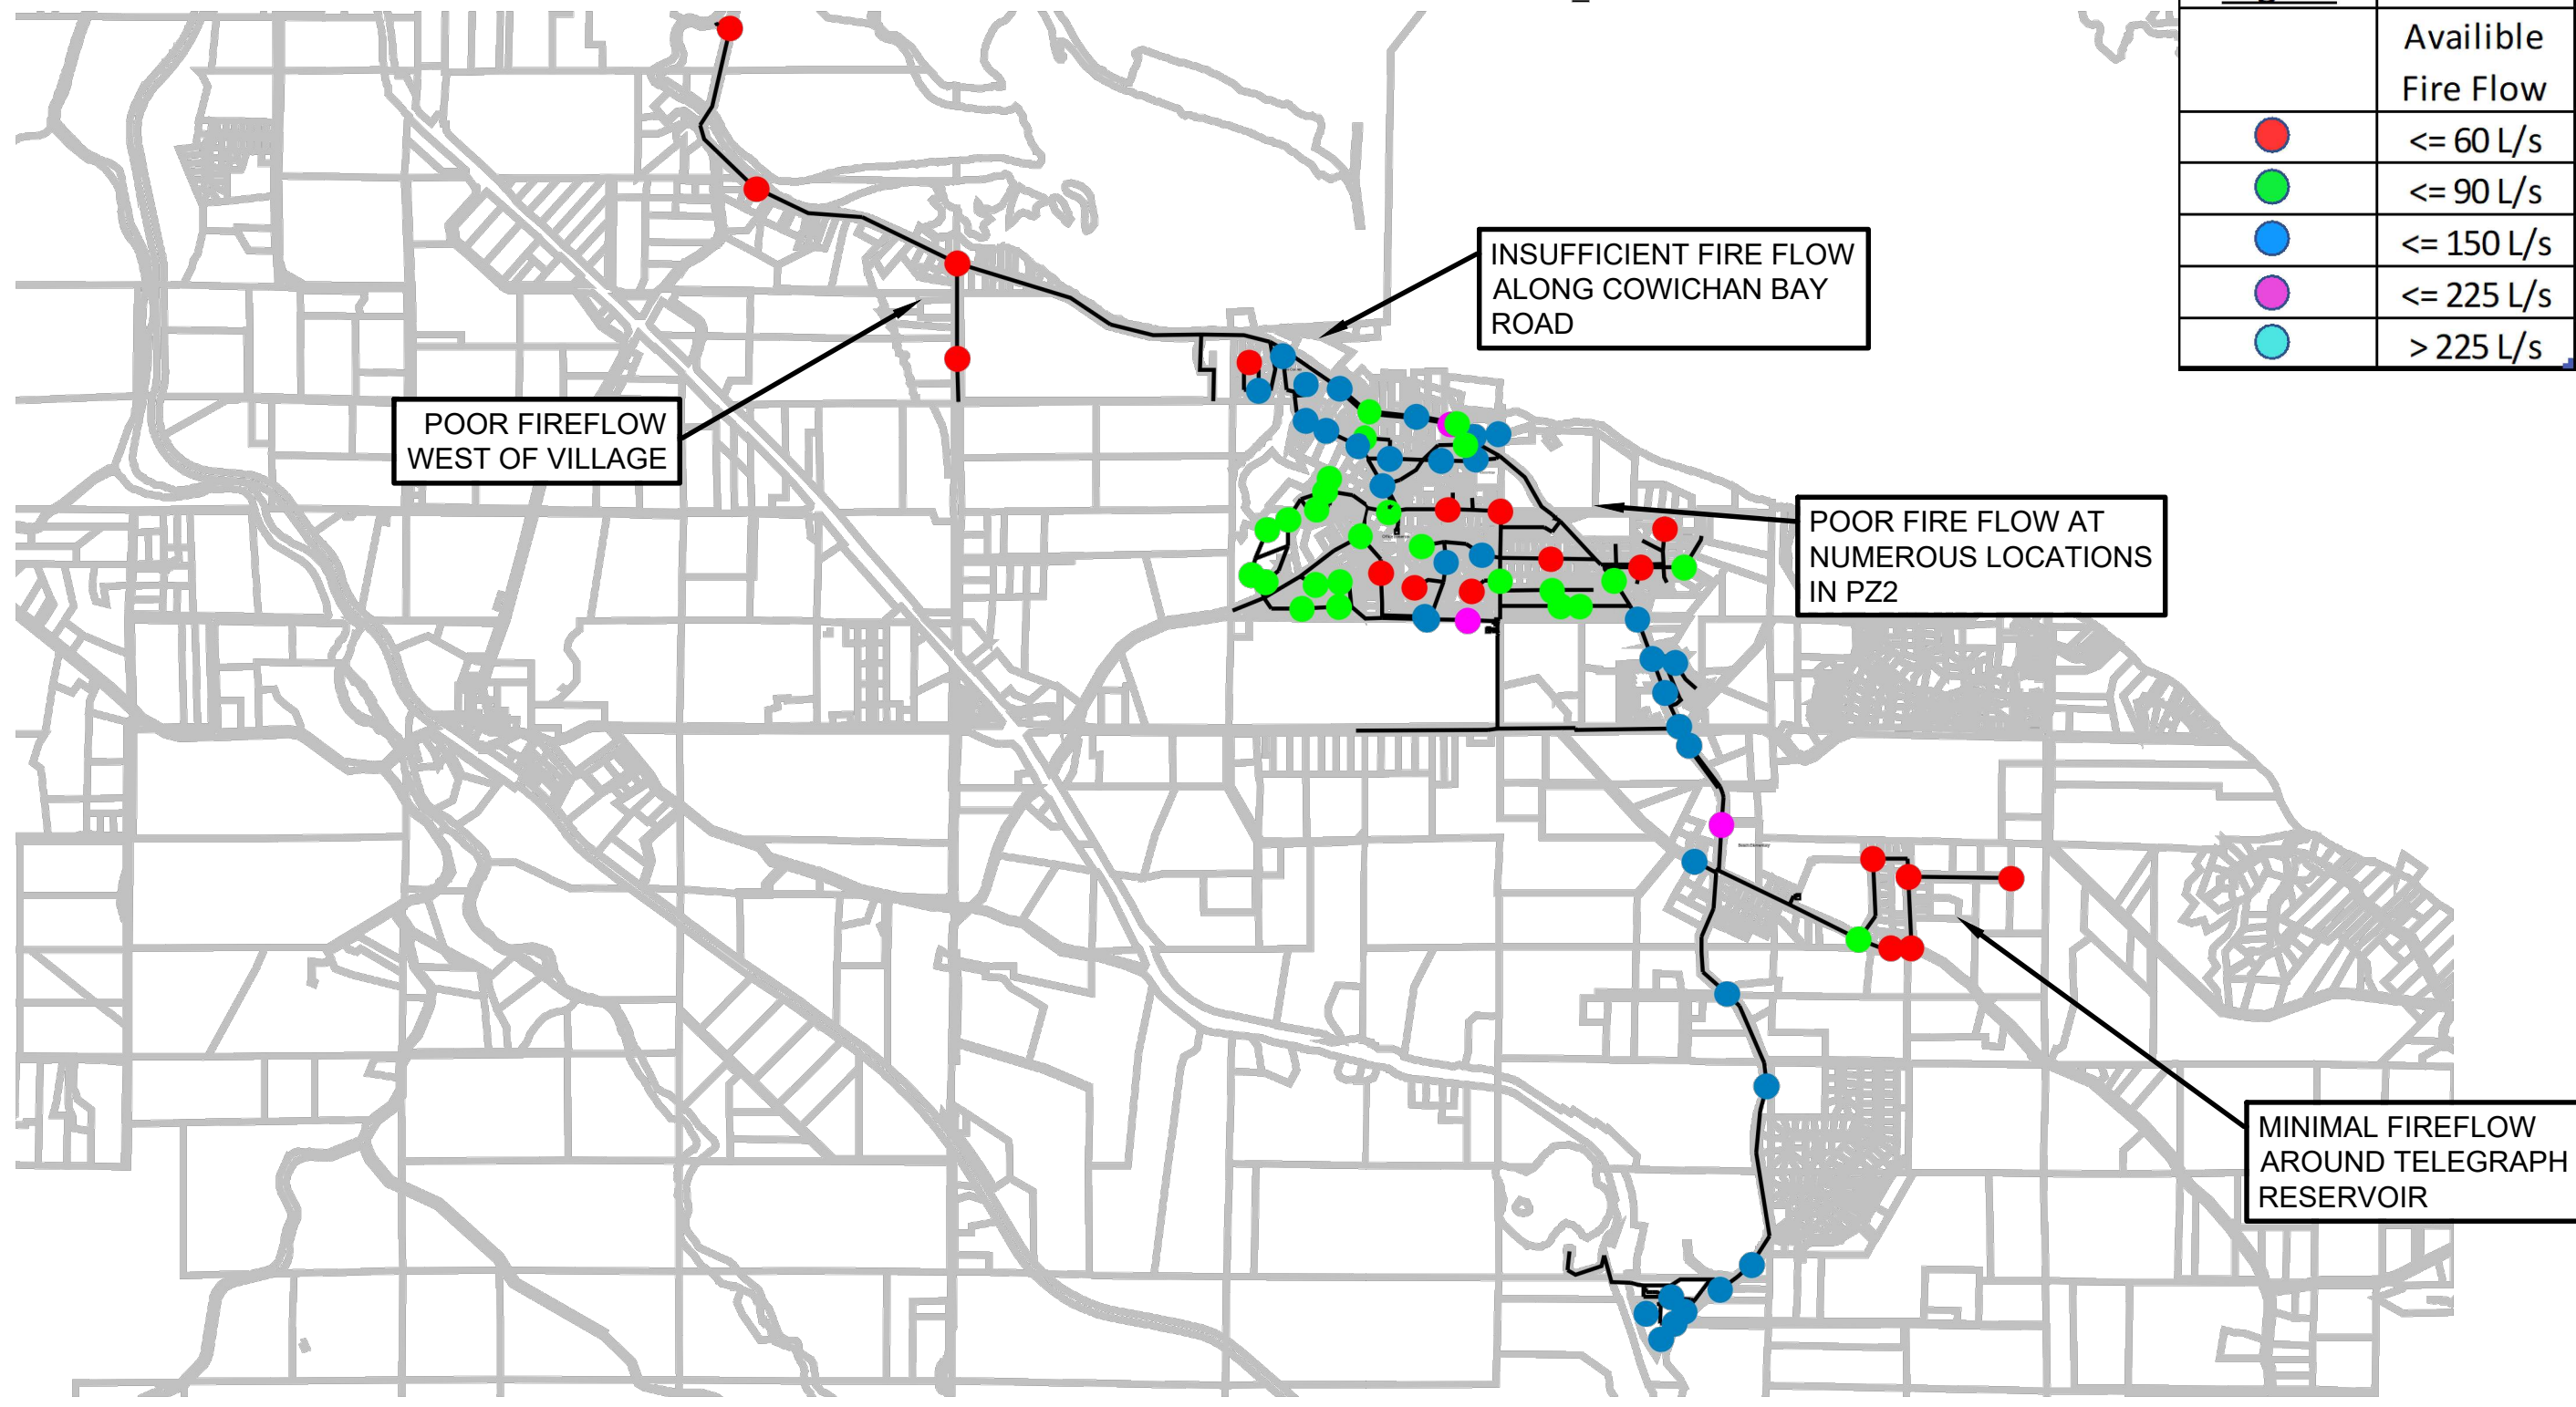 Availible
Fire Flow
<= 60 L/s
<= 90 L/s
<= 150 L/s
<= 225 L/s
> 225 L/s
INSUFFICIENT FIRE FLOW
ALONG COWICHAN BAY
ROAD
POOR FIREFLOW
WEST OF VILLAGE
POOR FIRE FLOW AT
NUMEROUS LOCATIONS
IN PZ2
MINIMAL FIREFLOW
AROUND TELEGRAPH
RESERVOIR